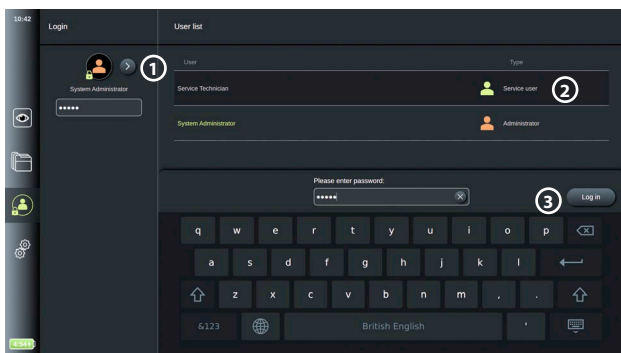 10:42
Login
User list
1
System Administrator
•••••
User
Type
Service Technician
Service user
2
System Administrator
Administrator
Please enter password:
•••••
3
Log in
q w e r t y u i o p
a s d f g h j k l
z x c v b n m , .
&123
British English
'